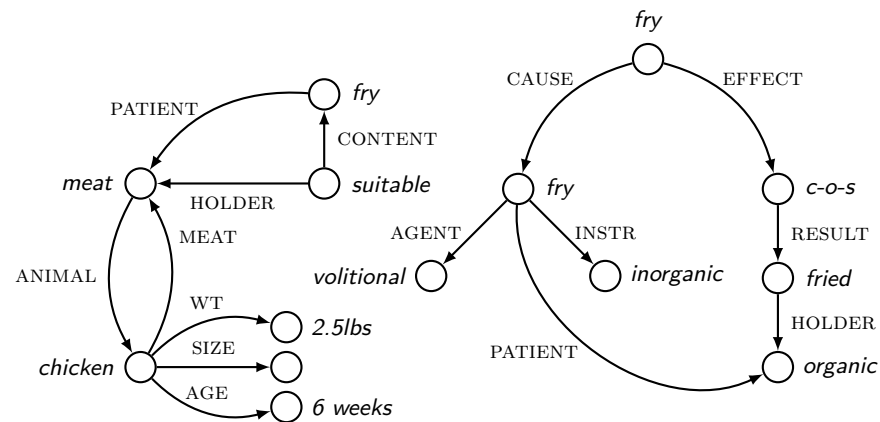 fry
CAUSE
EFFECT
fry
PATIENT
CONTENT
meat
suitable
HOLDER
fry
c-o-s
MEAT
AGENT
INSTR
RESULT
ANIMAL
volitional
inorganic
fried
WT
2.5lbs
HOLDER
SIZE
PATIENT
chicken
organic
AGE
6 weeks